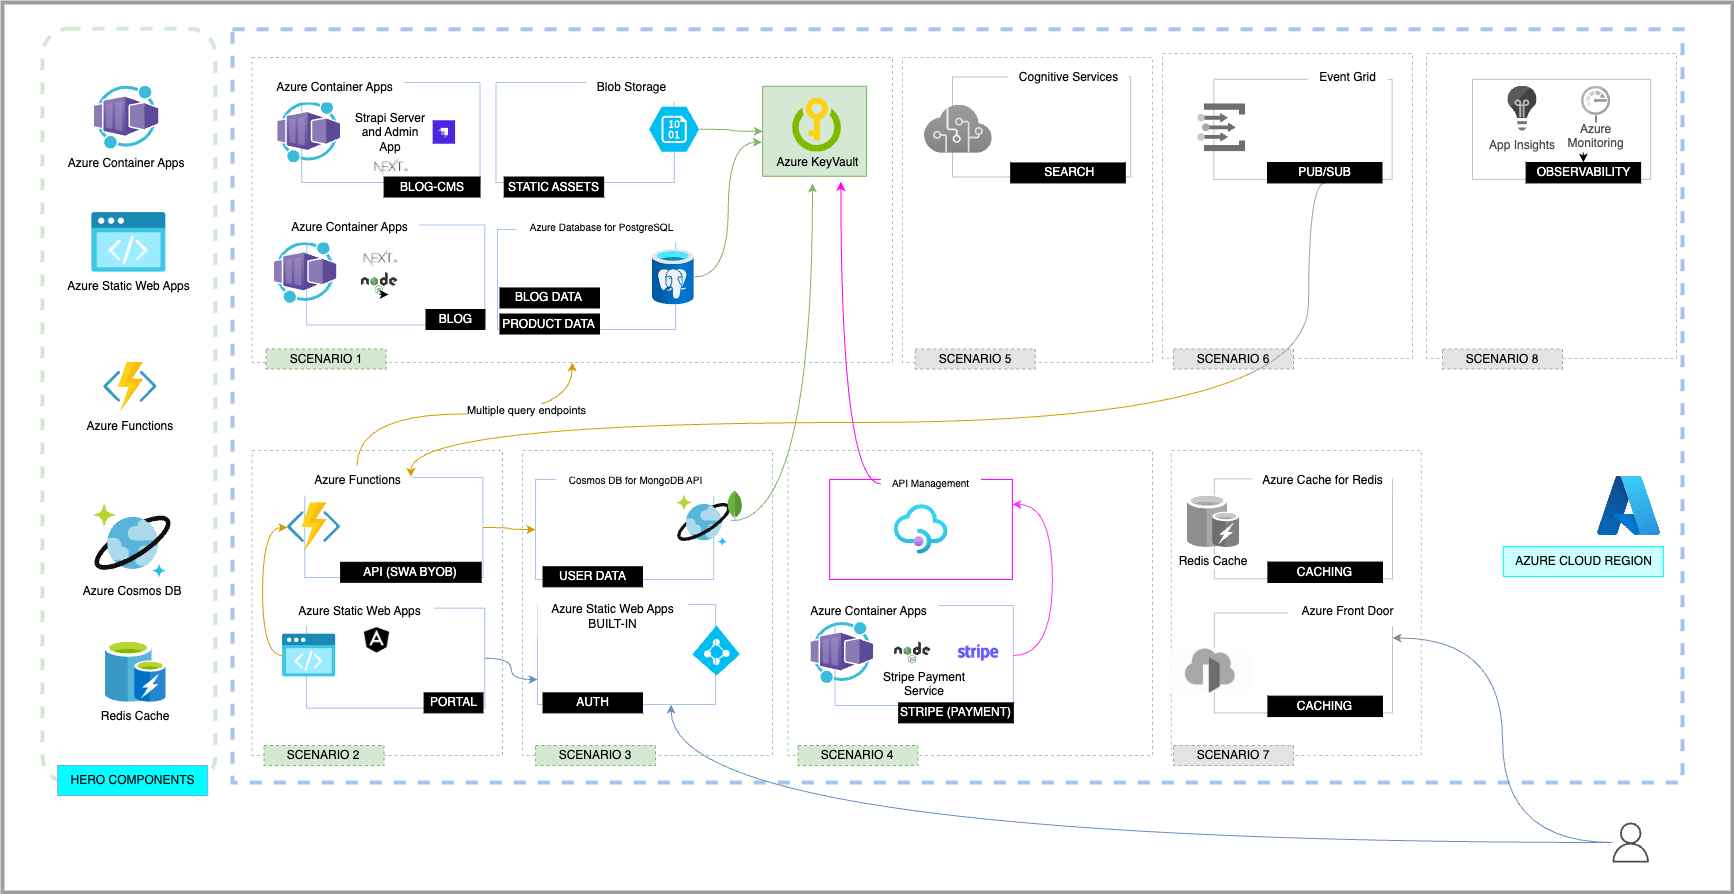 Azure Container Apps
Azure Static Web Apps
Azure Functions
Azure Cosmos DB
Redis Cache
HERO COMPONENTS
Azure Container Apps
Strapi Server
and Admin
App
NEXT.
JS
BLOG-CMS
Blob Storage
10
01
STATIC ASSETS
Azure KeyVault
Azure Container Apps
NEXT.
JS
node
BLOG
Azure Database for PostgreSQL
BLOG DATA
PRODUCT DATA
SCENARIO 1
Cognitive Services
SEARCH
SCENARIO 5
Event Grid
PUB/SUB
SCENARIO 6
App Insights
Azure
Monitoring
OBSERVABILITY
SCENARIO 8
Multiple query endpoints
Azure Functions
API (SWA BYOB)
Azure Static Web Apps
PORTAL
SCENARIO 2
Cosmos DB for MongoDB API
USER DATA
Azure Static Web Apps
BUILT-IN
AUTH
SCENARIO 3
API Management
Azure Container Apps
node
stripe
Stripe Payment
Service
STRIPE (PAYMENT)
SCENARIO 4
Azure Cache for Redis
Redis Cache
CACHING
Azure Front Door
CACHING
SCENARIO 7
AZURE CLOUD REGION